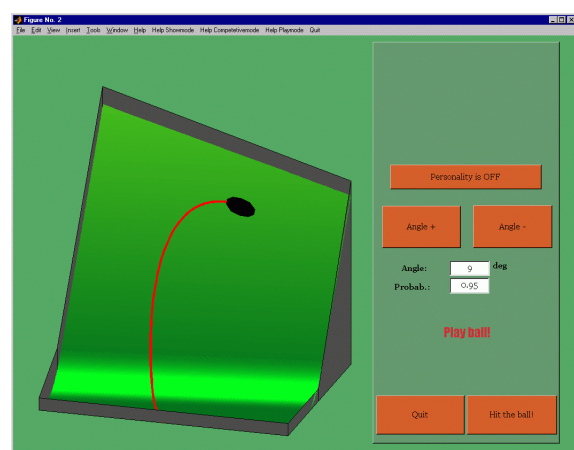 Figure No. 2
File Edit View Insert Tools Window Help Help Showmode Help Competetivemode Help Playmode Quit
Personality is OFF
Angle + Angle -
Angle: 9 deg
Probab.: 0.95
Play ball!
Quit Hit the ball!